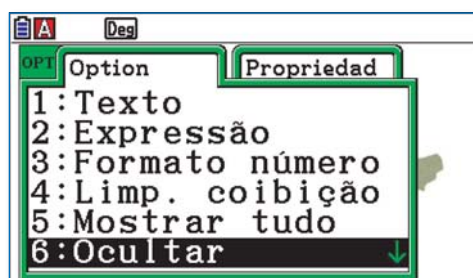 A Deg
OPT Option Propriedad
1:Texto
2:Expressão
3:Formato número
4:Limp. coibição
5:Mostrar tudo
6:Ocultar